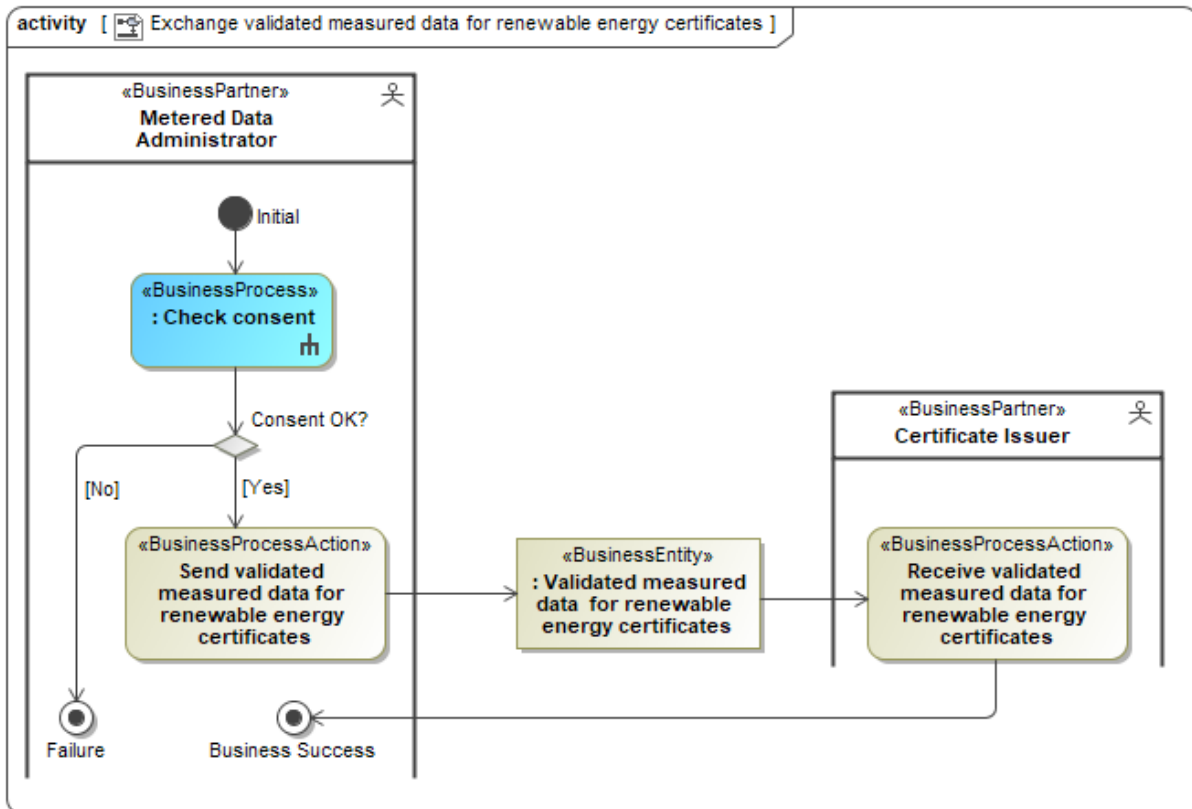 activity [ Exchange validated measured data for renewable energy certificates ]
«BusinessPartner»
Metered Data
Administrator
Initial
«BusinessProcess»
: Check consent
Consent OK?
[No]
[Yes]
«BusinessPartner»
Certificate Issuer
«BusinessProcessAction»
Send validated
measured data for
renewable energy
certificates
«BusinessEntity»
: Validated measured
data for renewable
energy certificates
«BusinessProcessAction»
Receive validated
measured data for
renewable energy
certificates
Failure
Business Success